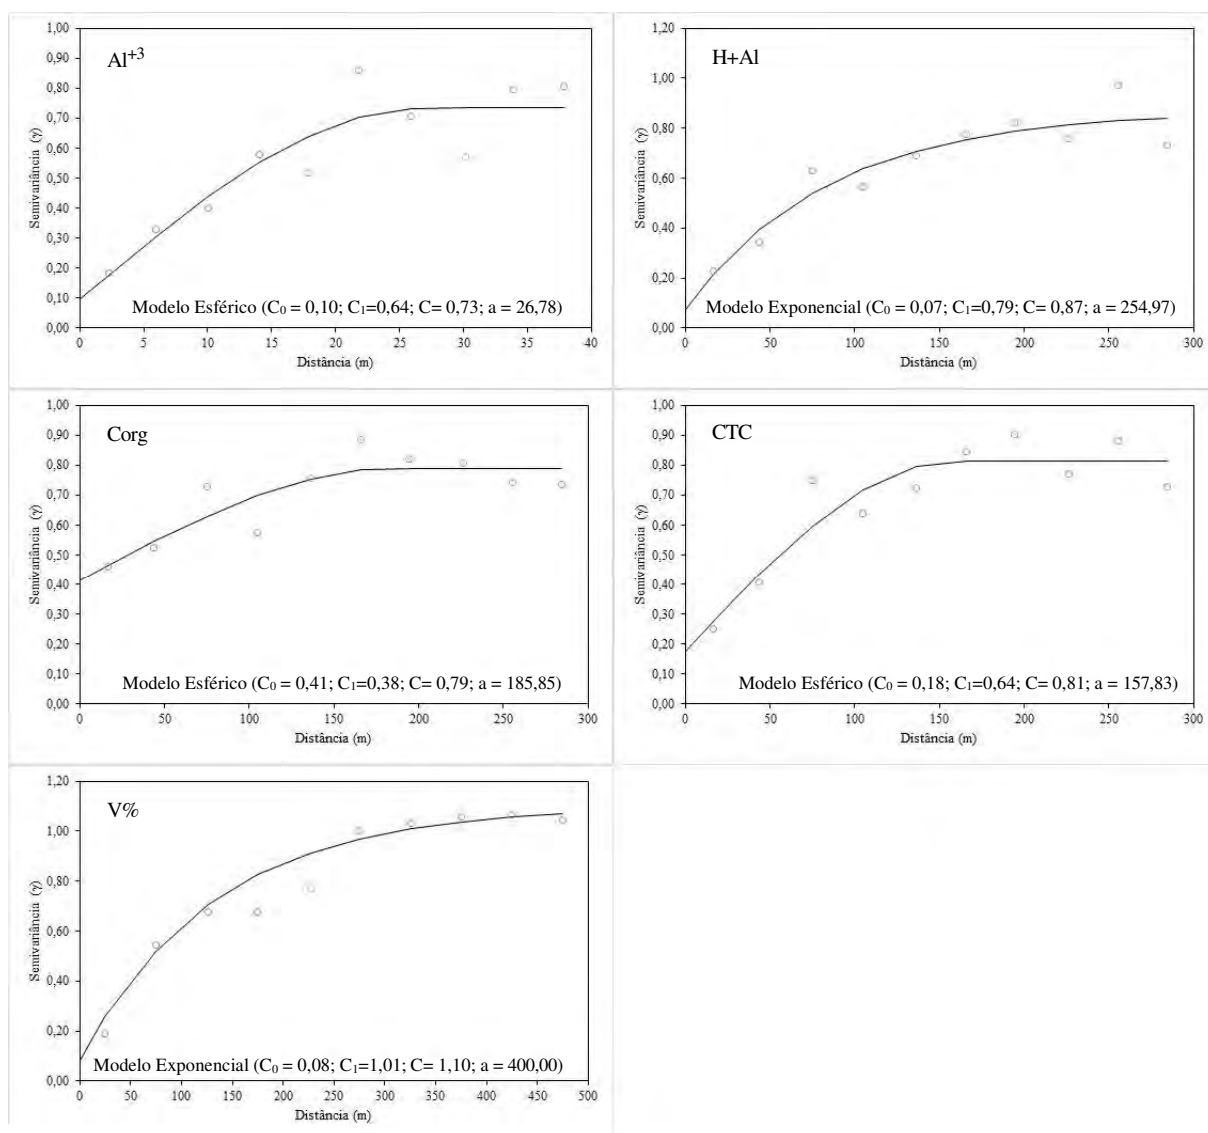 Al+3
1,00
0,90
0,80
0,70
0,60
0,50
0,40
0,30
0,20
0,10
0,00
Semivariância (γ)
Modelo Esférico (C0 = 0,10; C1=0,64; C= 0,73; a = 26,78)
0 5 10 15 20 25 30 35 40
Distância (m)
H+Al
1,20
1,00
0,80
0,60
0,40
0,20
0,00
Semivariância (γ)
Modelo Exponencial (C0 = 0,07; C1=0,79; C= 0,87; a = 254,97)
0 50 100 150 200 250 300
Distância (m)
Corg
1,00
0,90
0,80
0,70
0,60
0,50
0,40
0,30
0,20
0,10
0,00
Semivariância (γ)
Modelo Esférico (C0 = 0,41; C1=0,38; C= 0,79; a = 185,85)
0 50 100 150 200 250 300
Distância (m)
CTC
1,00
0,90
0,80
0,70
0,60
0,50
0,40
0,30
0,20
0,10
0,00
Semivariância (γ)
Modelo Esférico (C0 = 0,18; C1=0,64; C= 0,81; a = 157,83)
0 50 100 150 200 250 300
Distância (m)
V%
1,20
1,00
0,80
0,60
0,40
0,20
0,00
Semivariância (γ)
Modelo Exponencial (C0 = 0,08; C1=1,01; C= 1,10; a = 400,00)
0 50 100 150 200 250 300 350 400 450 500
Distância (m)